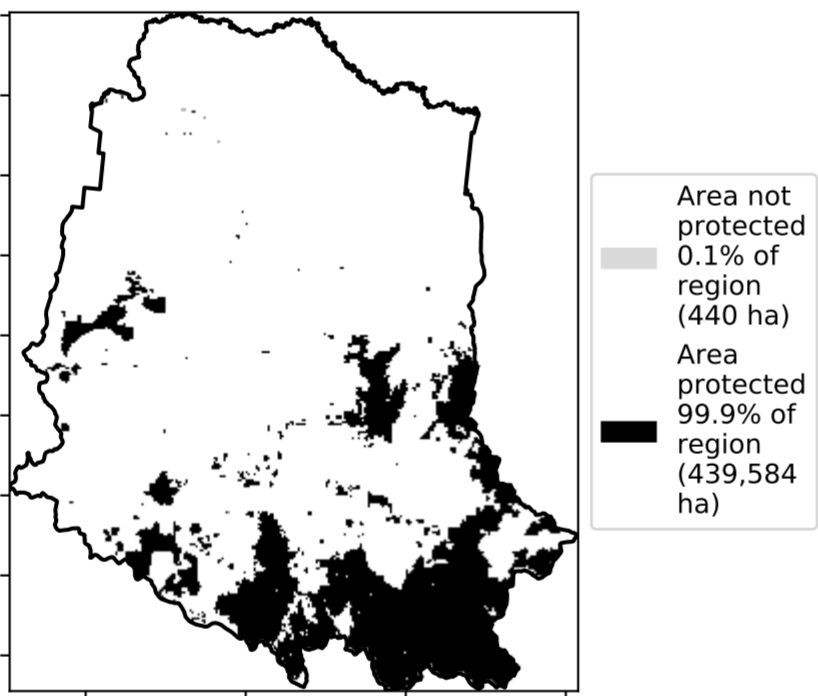 Area not
protected
0.1% of
region
(440 ha)
Area
protected
99.9% of
region
(439,584
ha)